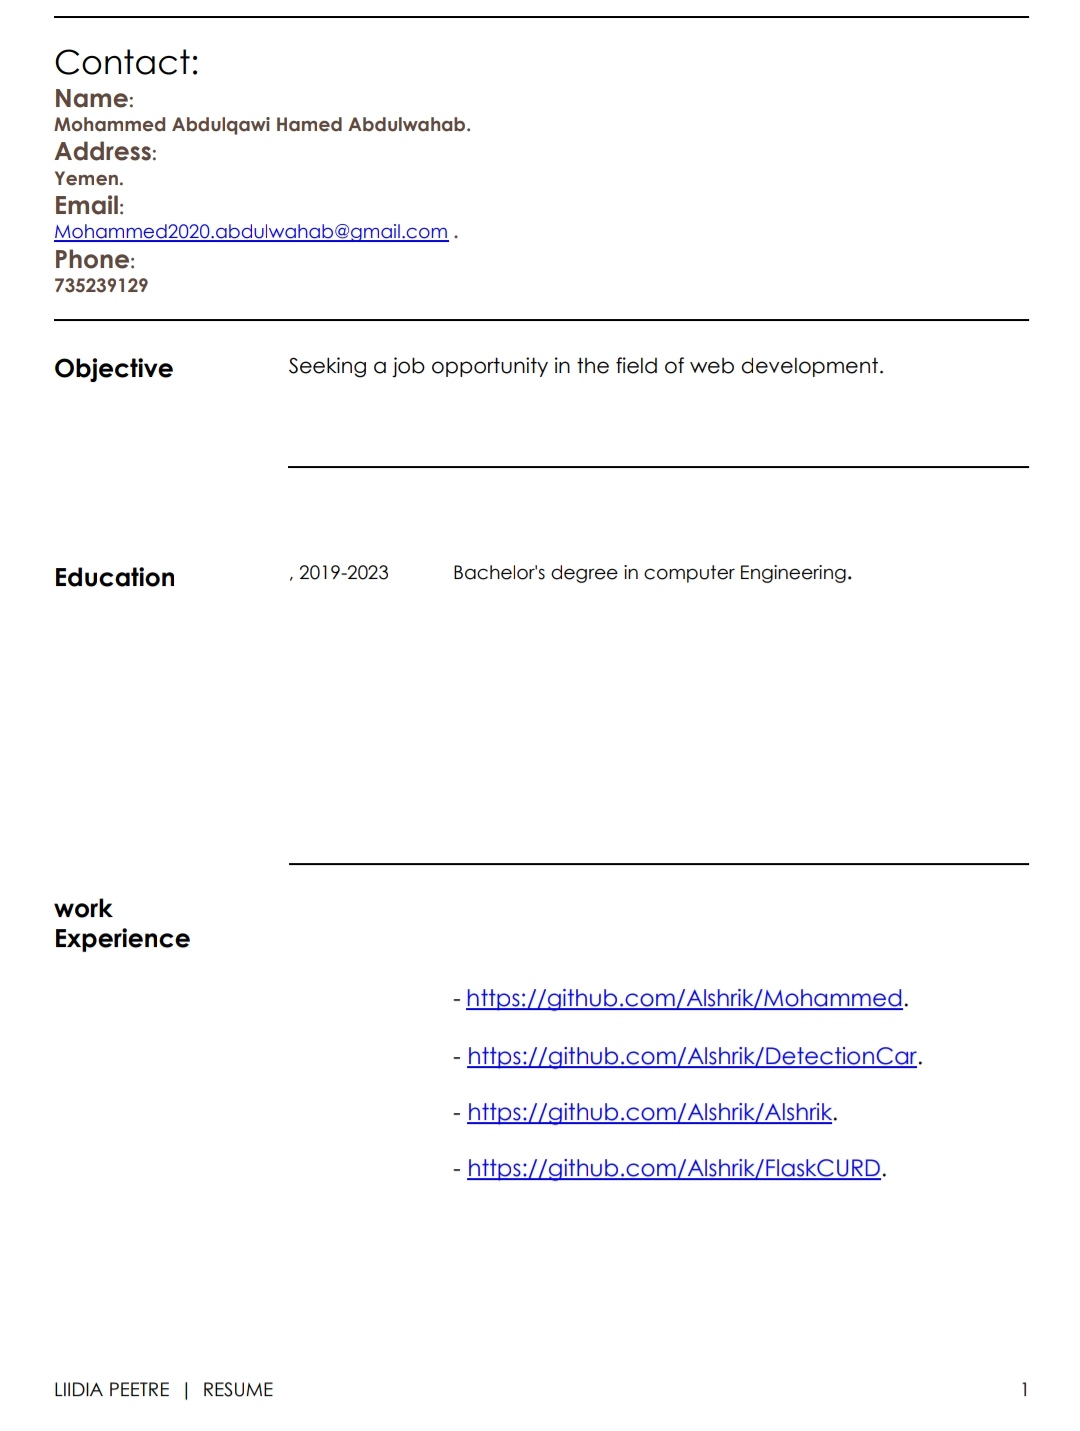 Contact:
Name:
Mohammed Abdulqawi Hamed Abdulwahab.
Address:
Yemen.
Email:
Mohammed2020.abdulwahab@gmail.com .
Phone:
735239129
Objective
Seeking a job opportunity in the field of web development.
Education
, 2019-2023 Bachelor's degree in computer Engineering.
work
Experience
- https://github.com/Alshrik/Mohammed.
- https://github.com/Alshrik/DetectionCar.
- https://github.com/Alshrik/Alshrik.
- https://github.com/Alshrik/FlaskCURD.
LIIDIA PEETRE | RESUME 1